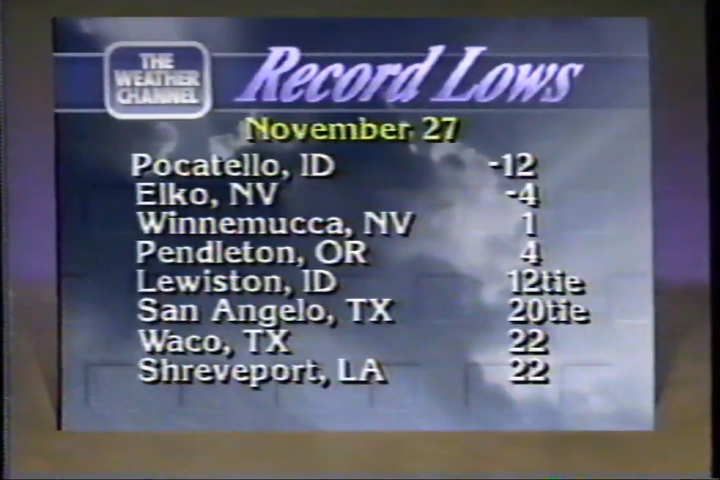 THE
WEATHER
CHANNEL
Record Lows
November 27
Pocatello, ID -12
Elko, NV -4
Winnemucca, NV 1
Pendleton, OR 4
Lewiston, ID 12tie
San Angelo, TX 20tie
Waco, TX 22
Shreveport, LA 22